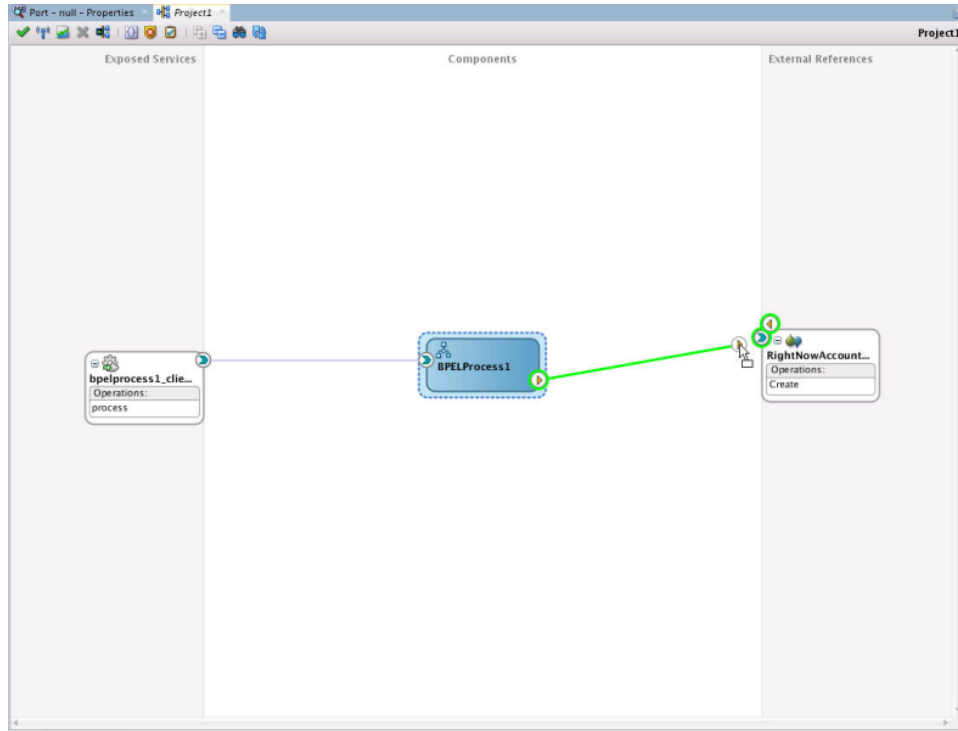 Port - null - Properties
Project1
Project1
Exposed Services
Components
External References
bpelprocess1_clie...
Operations:
process
BPELProcess1
RightNowAccount...
Operations:
Create